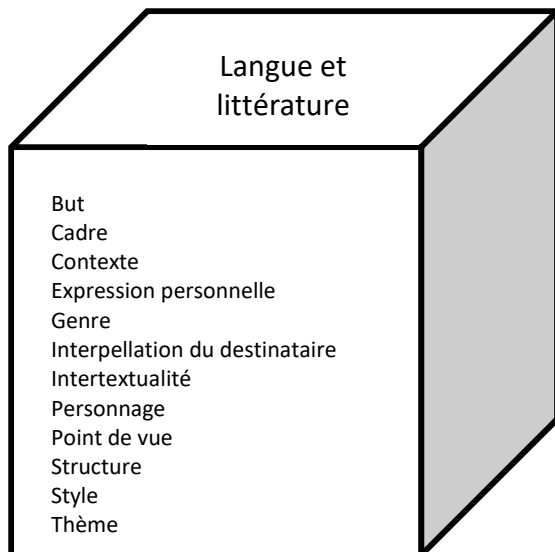 Langue et
littérature
But
Cadre
Contexte
Expression personnelle
Genre
Interpellation du destinataire
Intertextualité
Personnage
Point de vue
Structure
Style
Thème